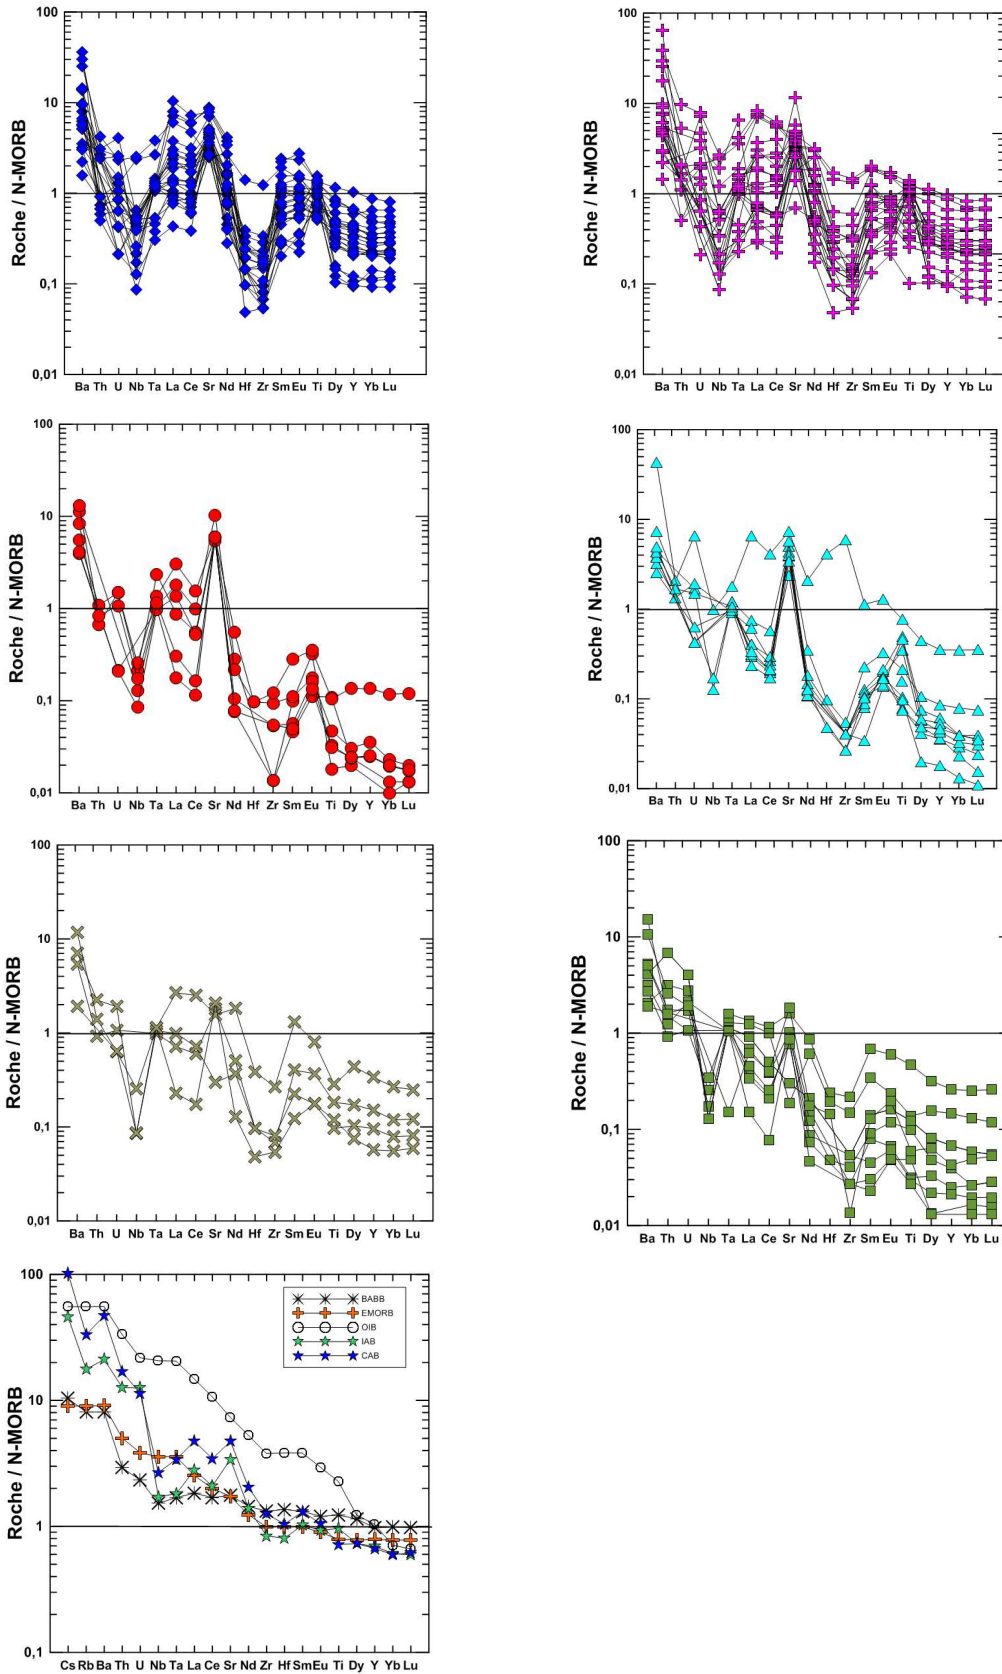 100
10
1
0,1
0,01
Roche / N-MORB
Ba Th U Nb Ta La Ce Sr Nd Hf Zr Sm Eu Ti Dy Y Yb Lu
100
10
1
0,1
0,01
Roche / N-MORB
Ba Th U Nb Ta La Ce Sr Nd Hf Zr Sm Eu Ti Dy Y Yb Lu
100
10
1
0,1
0,01
Roche / N-MORB
Ba Th U Nb Ta La Ce Sr Nd Hf Zr Sm Eu Ti Dy Y Yb Lu
100
10
1
0,1
0,01
Roche / N-MORB
Ba Th U Nb Ta La Ce Sr Nd Hf Zr Sm Eu Ti Dy Y Yb Lu
100
10
1
0,1
0,01
Roche / N-MORB
Ba Th U Nb Ta La Ce Sr Nd Hf Zr Sm Eu Ti Dy Y Yb Lu
100
10
1
0,1
0,01
Roche / N-MORB
Ba Th U Nb Ta La Ce Sr Nd Hf Zr Sm Eu Ti Dy Y Yb Lu
100
10
1
0,1
Roche / N-MORB
BABB
EMORB
OIB
IAB
CAB
Cs Rb Ba Th U Nb Ta La Ce Sr Nd Zr Hf Sm Eu Ti Dy Y Yb Lu